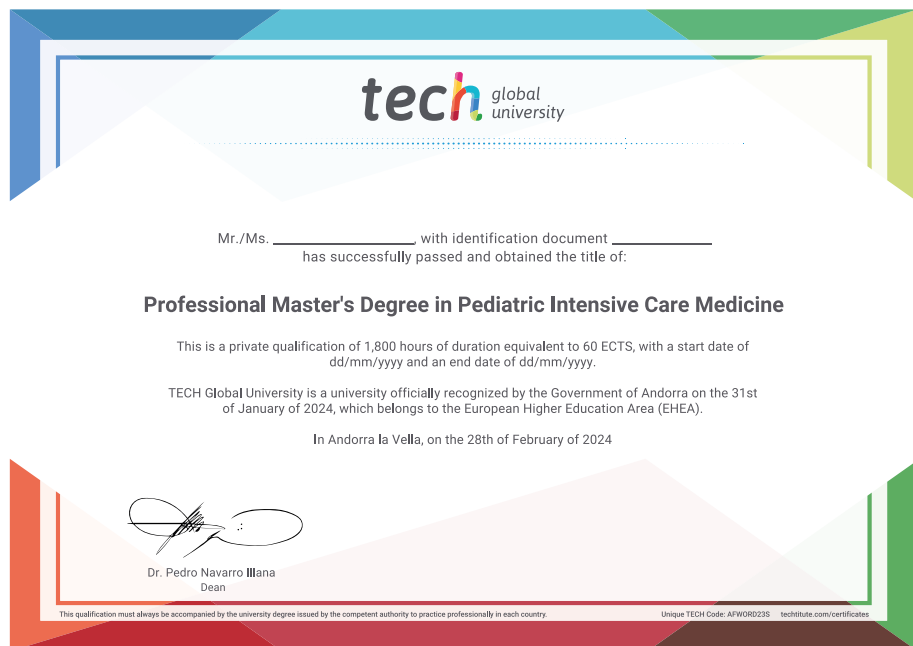 tech global
university
Mr./Ms. ______________, with identification document __________
has successfully passed and obtained the title of:
Professional Master's Degree in Pediatric Intensive Care Medicine
This is a private qualification of 1,800 hours of duration equivalent to 60 ECTS, with a start date of
dd/mm/yyyy and an end date of dd/mm/yyyy.
TECH Global University is a university officially recognized by the Government of Andorra on the 31st
of January of 2024, which belongs to the European Higher Education Area (EHEA).
In Andorra la Vella, on the 28th of February of 2024
Dr. Pedro Navarro Illana
Dean
This qualification must always be accompanied by the university degree issued by the competent authority to practice professionally in each country.
Unique TECH Code: AFWORD23S techtitute.com/certificates